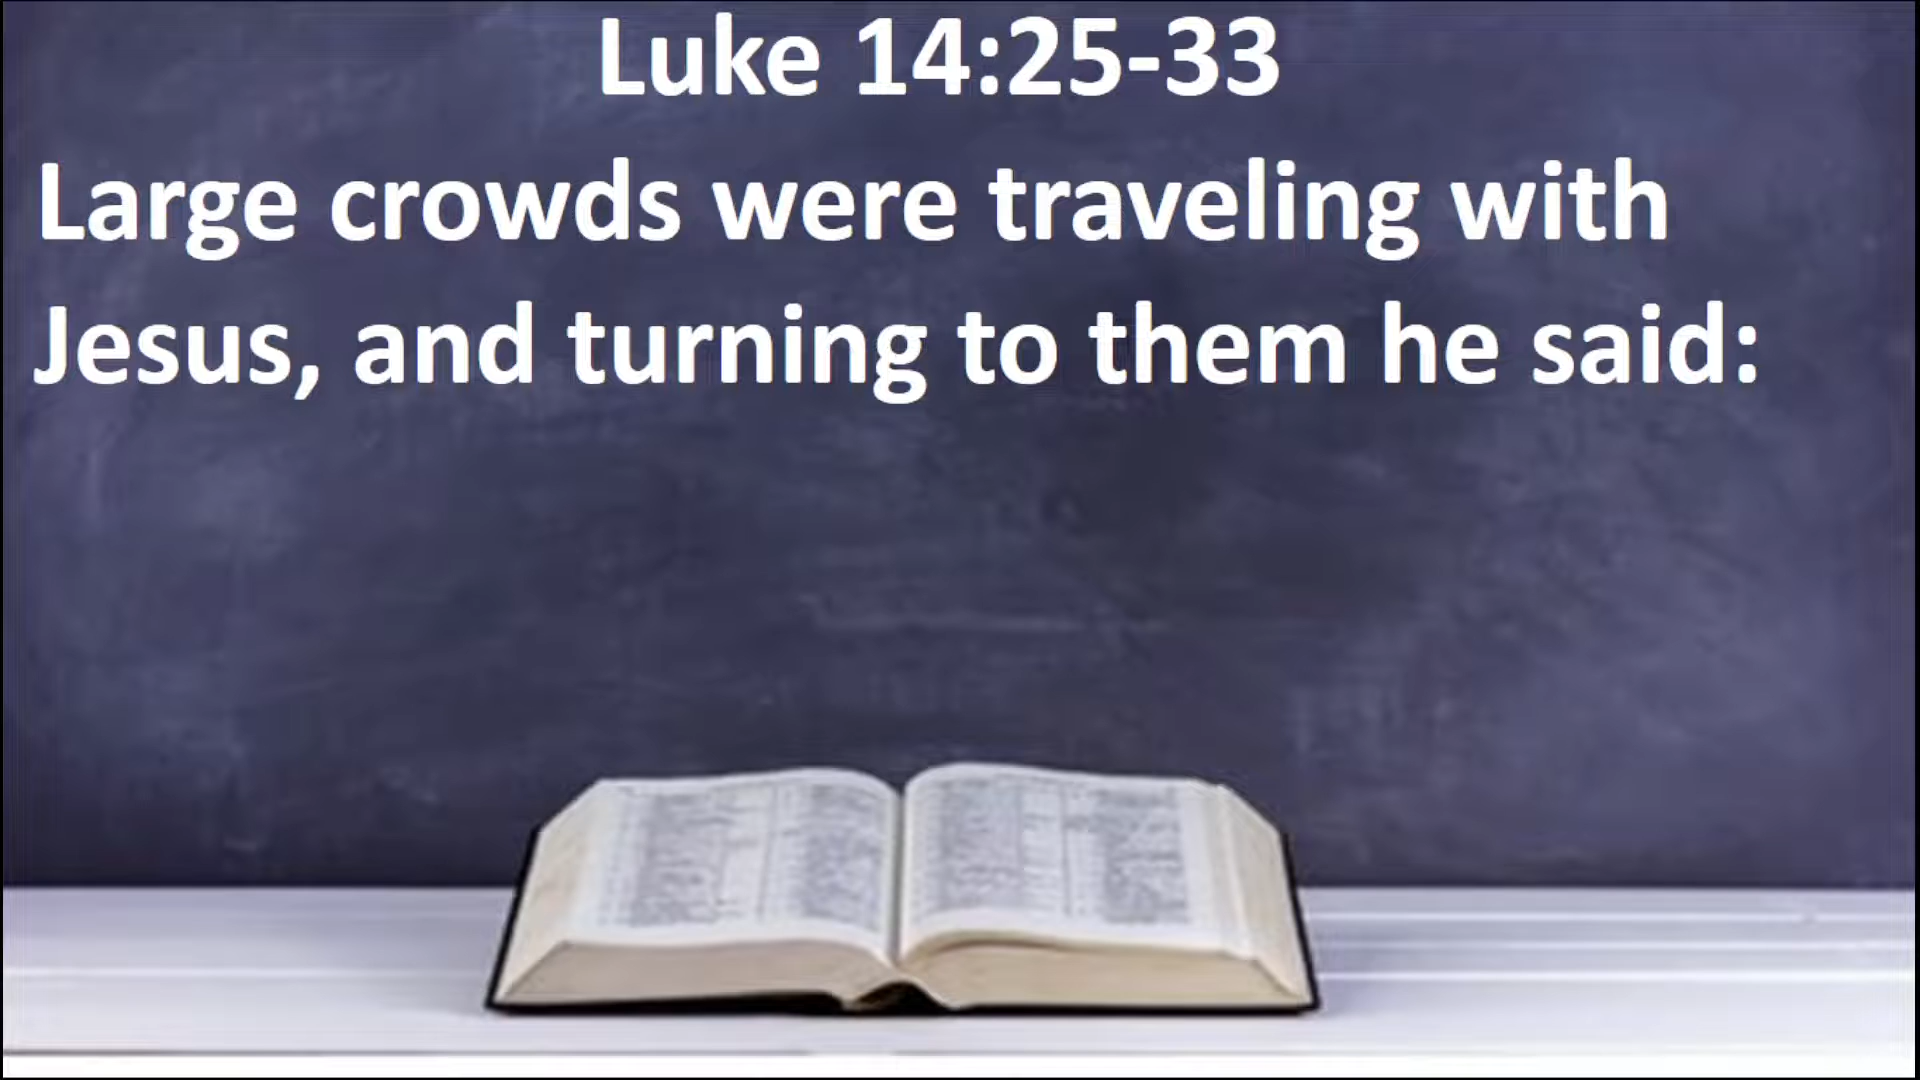 Luke 14:25-33
Large crowds were traveling with
Jesus, and turning to them he said: